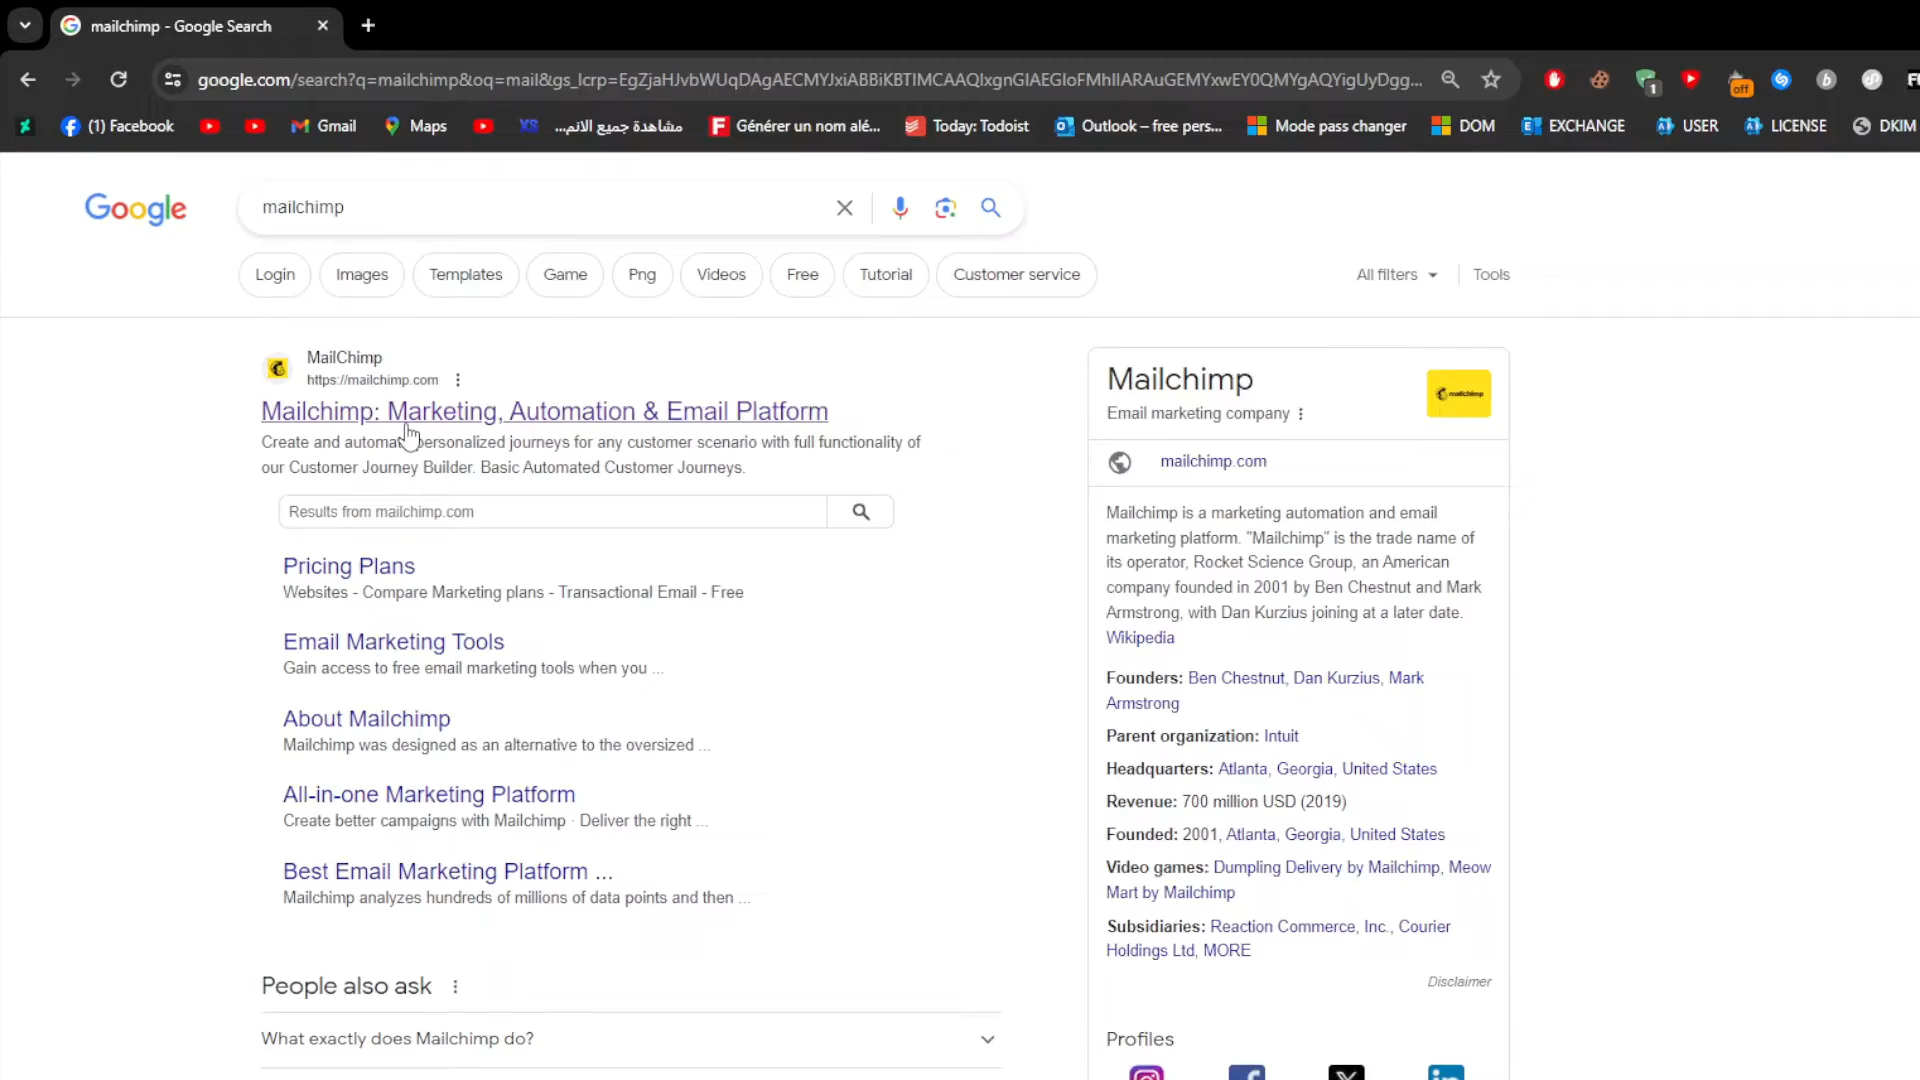 mailchimp - Google Search
google.com/search?q=mailchimp&oq=mail&gs_lcrp=EgZjaHJvbWUqDAgAECMYJxiABBiKBTIMCAAQIxgnGIAEGIoFMhIIARAuGEMYxwEY0QMYgAQYigUyDgg...
1
off
(1) Facebook
Gmail
Maps
مشاهدة جميع الانم...
Générer un nom alé...
Today: Todoist
Outlook – free pers...
Mode pass changer
DOM
EXCHANGE
USER
LICENSE
DKIM
Google
mailchimp
Login
Images
Templates
Game
Png
Videos
Free
Tutorial
Customer service
All filters
Tools
MailChimp
https://mailchimp.com
Mailchimp: Marketing, Automation & Email Platform
Create and automate personalized journeys for any customer scenario with full functionality of
our Customer Journey Builder. Basic Automated Customer Journeys.
Results from mailchimp.com
Pricing Plans
Websites - Compare Marketing plans - Transactional Email - Free
Email Marketing Tools
Gain access to free email marketing tools when you ...
About Mailchimp
Mailchimp was designed as an alternative to the oversized ...
All-in-one Marketing Platform
Create better campaigns with Mailchimp · Deliver the right ...
Best Email Marketing Platform ...
Mailchimp analyzes hundreds of millions of data points and then ...
People also ask
What exactly does Mailchimp do?
Mailchimp
Email marketing company
mailchimp
mailchimp.com
Mailchimp is a marketing automation and email
marketing platform. "Mailchimp" is the trade name of
its operator, Rocket Science Group, an American
company founded in 2001 by Ben Chestnut and Mark
Armstrong, with Dan Kurzius joining at a later date.
Wikipedia
Founders: Ben Chestnut, Dan Kurzius, Mark
Armstrong
Parent organization: Intuit
Headquarters: Atlanta, Georgia, United States
Revenue: 700 million USD (2019)
Founded: 2001, Atlanta, Georgia, United States
Video games: Dumpling Delivery by Mailchimp, Meow
Mart by Mailchimp
Subsidiaries: Reaction Commerce, Inc., Courier
Holdings Ltd, MORE
Disclaimer
Profiles